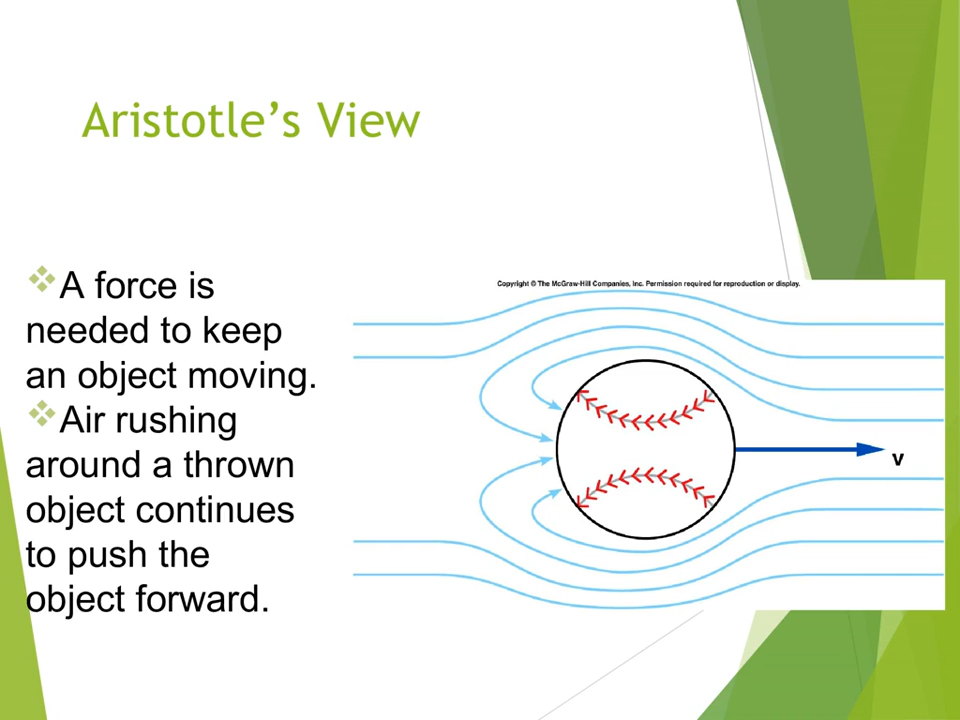 Aristotle's View
❖A force is
needed to keep
an object moving.
❖Air rushing
around a thrown
object continues
to push the
object forward.
Copyright © The McGraw-Hill Companies, Inc. Permission required for reproduction or display.
v